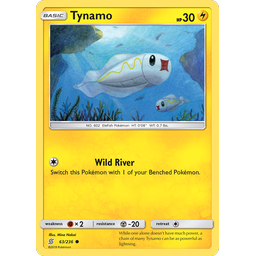 BASIC
Tynamo
HP30
NO. 602 EleFish Pokémon HT: 0'08" WT: 0.7 lbs.
Wild River
Switch this Pokémon with 1 of your Benched Pokémon.
weakness ×2 resistance -20 retreat
Illus. Miea Nakai
63/236
While one alone doesn't have much power, a
chain of many Tynamo can be as powerful as
lightning.